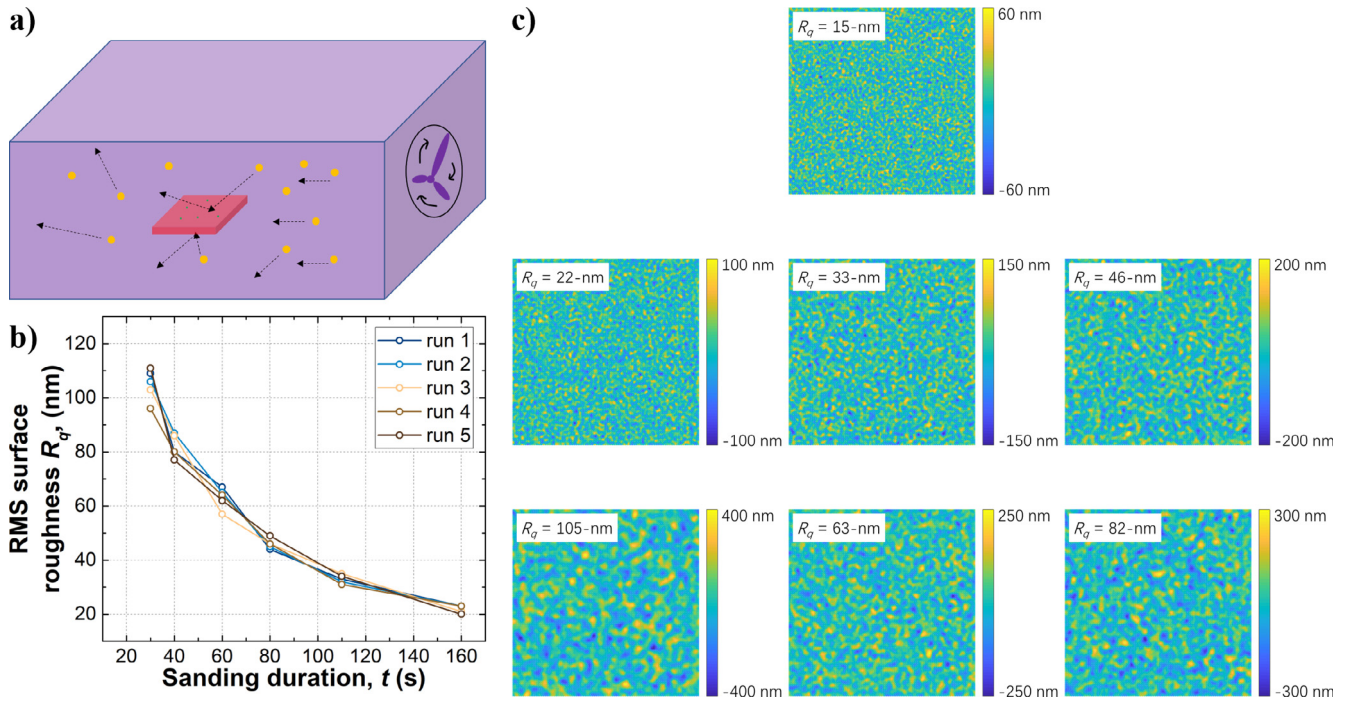 a)
b)
120
100
80
60
40
20
RMS surface
roughness Rq, (nm)
run 1
run 2
run 3
run 4
run 5
20 40 60 80 100 120 140 160
Sanding duration, t (s)
c)
Rq = 15-nm
60 nm
-60 nm
Rq = 22-nm
100 nm
-100 nm
Rq = 33-nm
150 nm
-150 nm
Rq = 46-nm
200 nm
-200 nm
Rq = 105-nm
400 nm
-400 nm
Rq = 63-nm
250 nm
-250 nm
Rq = 82-nm
300 nm
-300 nm